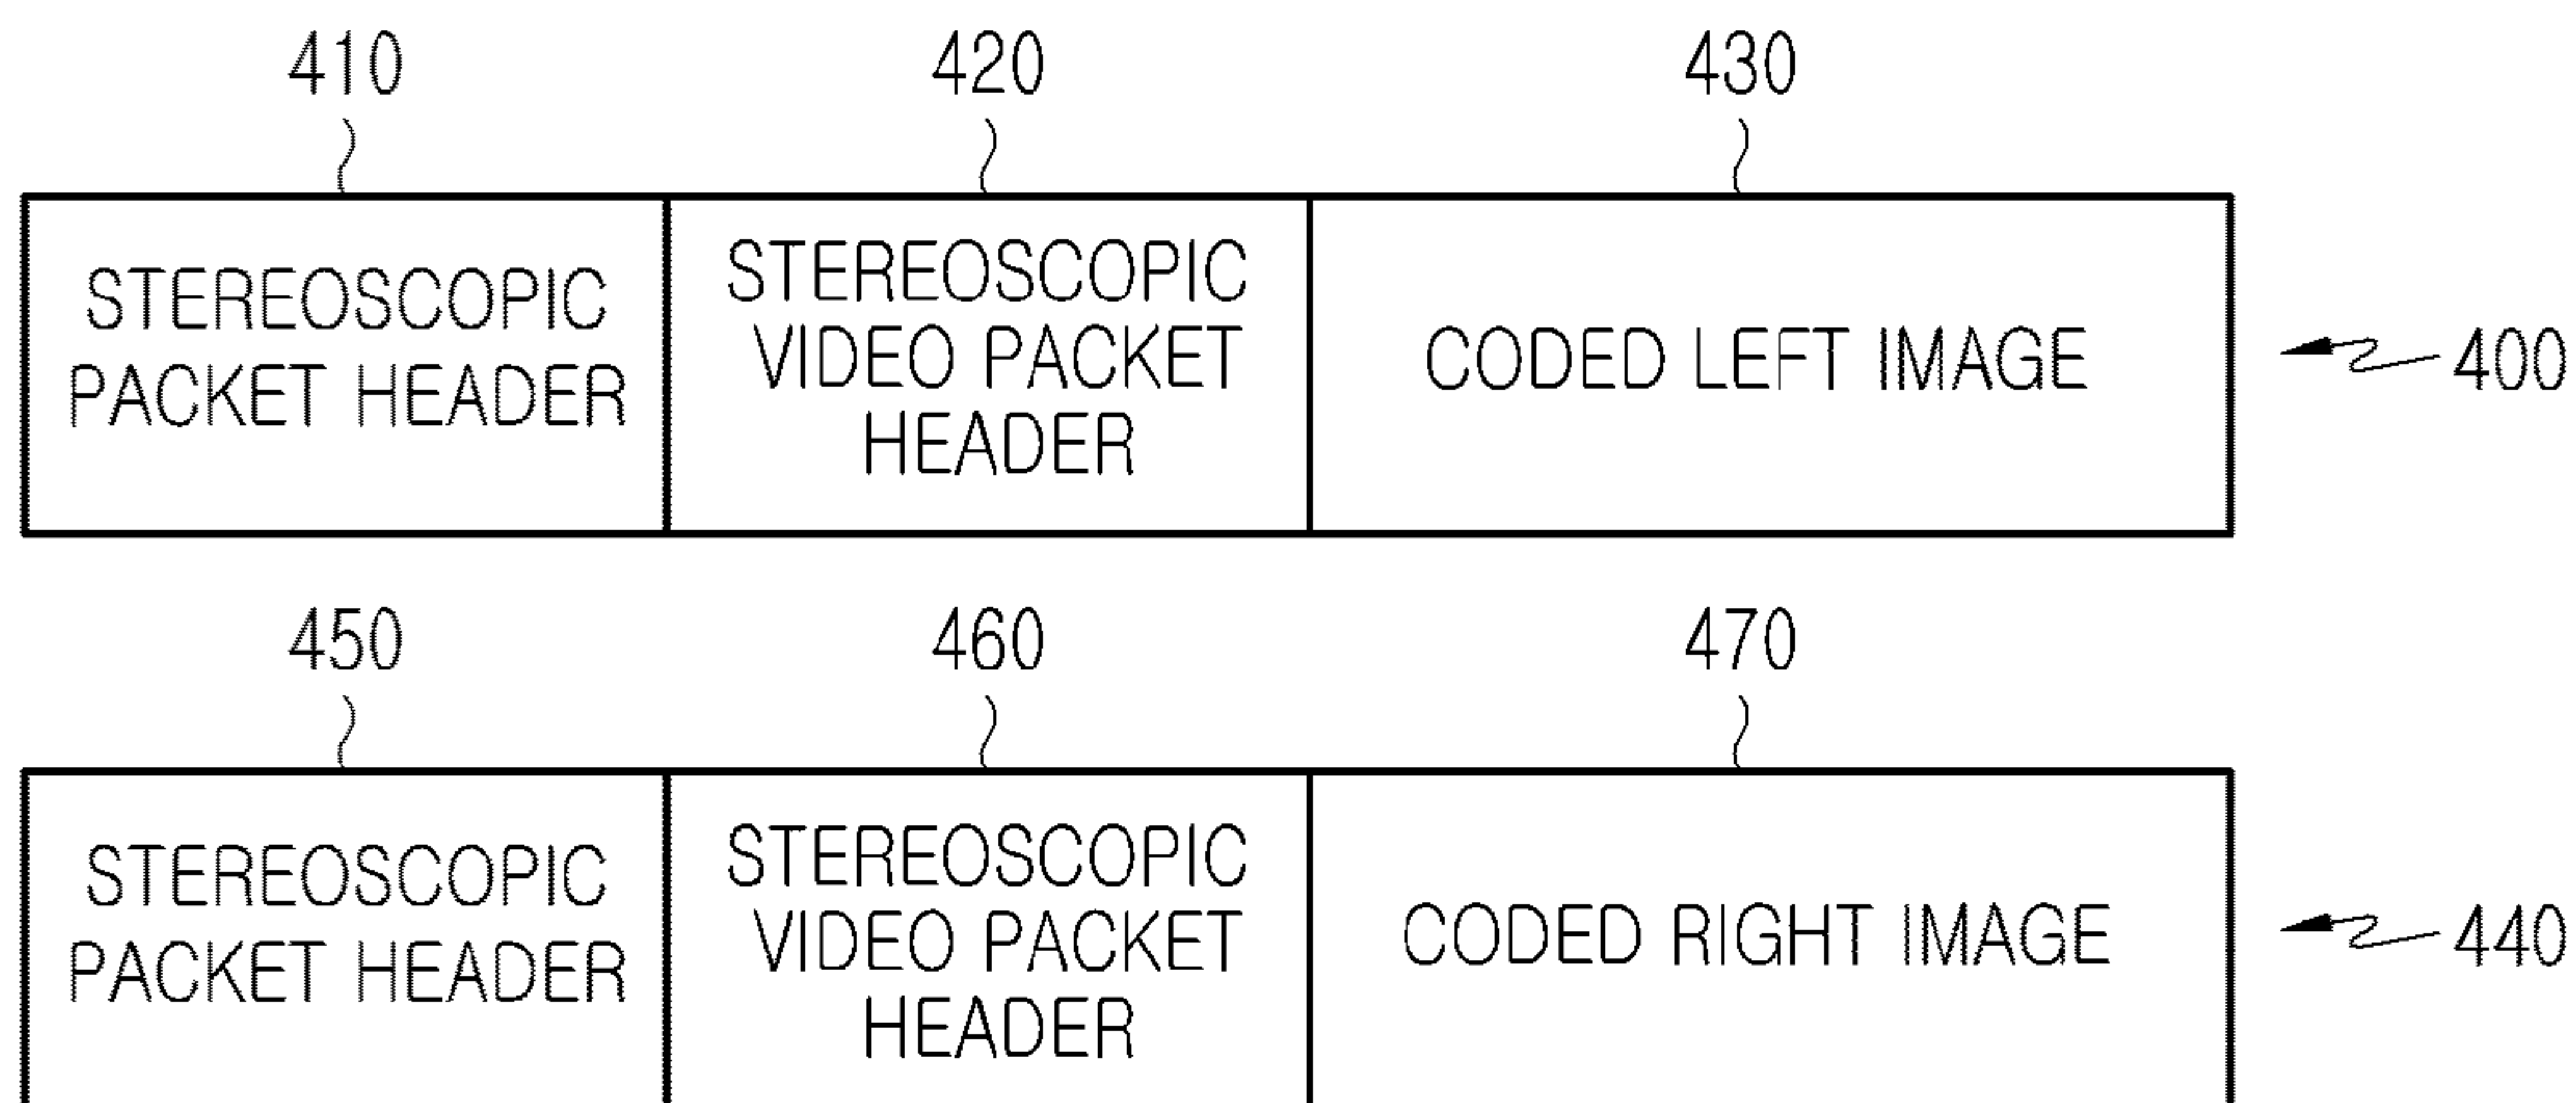 410 420 430
STEREOSCOPIC
PACKET HEADER
STEREOSCOPIC
VIDEO PACKET
HEADER
CODED LEFT IMAGE
400
450 460 470
STEREOSCOPIC
PACKET HEADER
STEREOSCOPIC
VIDEO PACKET
HEADER
CODED RIGHT IMAGE
440